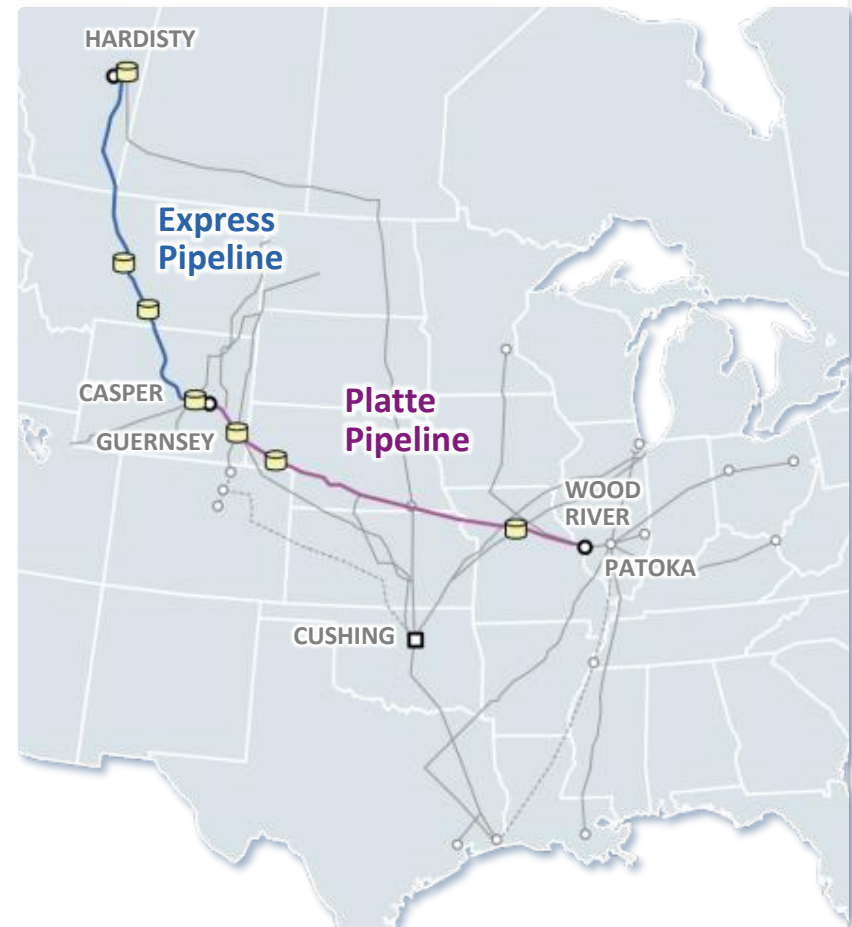 HARDISTY
Express
Pipeline
CASPER
GUERNSEY
Platte
Pipeline
WOOD
RIVER
PATOKA
CUSHING